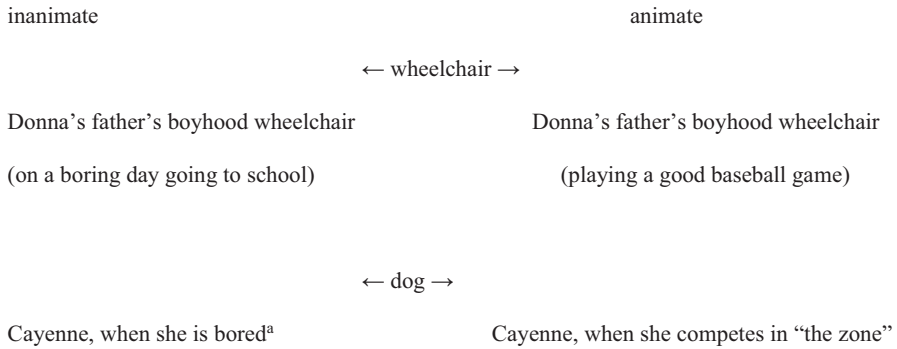 inanimate animate
← wheelchair →
Donna’s father’s boyhood wheelchair Donna’s father’s boyhood wheelchair
(on a boring day going to school) (playing a good baseball game)
← dog →
Cayenne, when she is boredᵃ Cayenne, when she competes in “the zone”